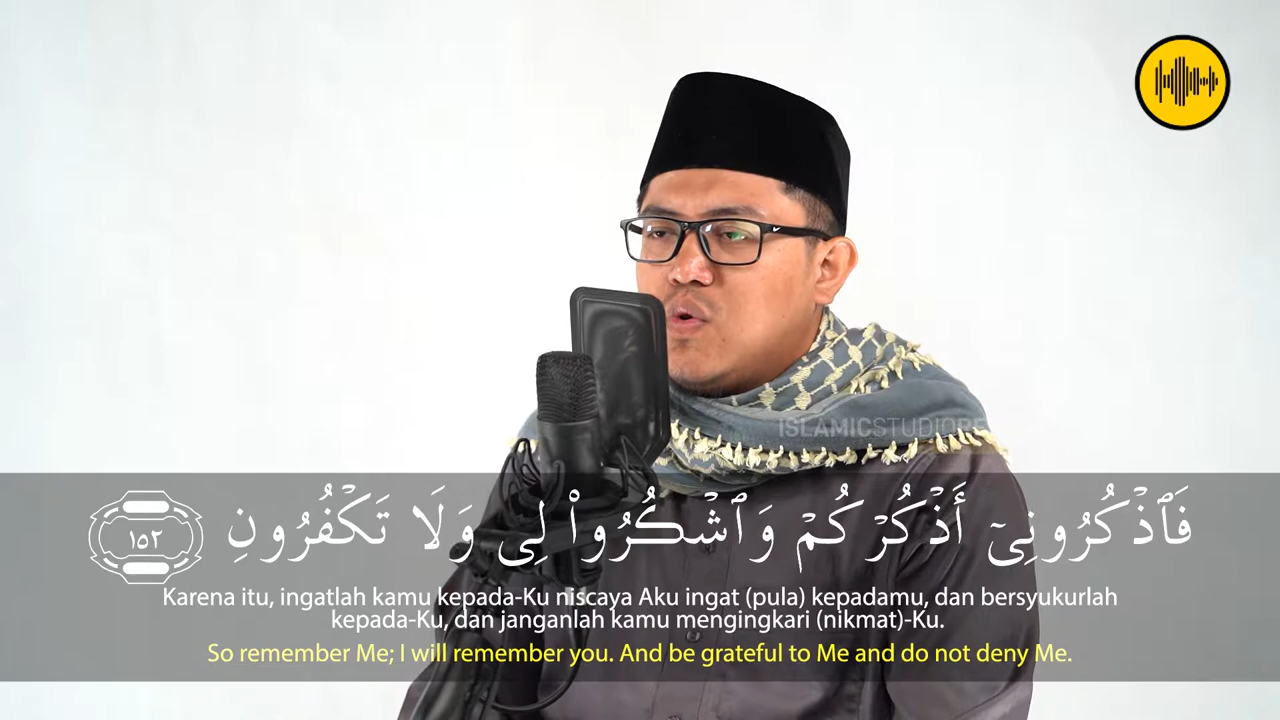 ISLAMICSTUDIOPE
فَٱذْكُرُونِىٓ أَذْكُرْكُمْ وَٱشْكُرُوا۟ لِى وَلَا تَكْفُرُونِ ١٥٢
Karena itu, ingatlah kamu kepada-Ku niscaya Aku ingat (pula) kepadamu, dan bersyukurlah
kepada-Ku, dan janganlah kamu mengingkari (nikmat)-Ku.
So remember Me; I will remember you. And be grateful to Me and do not deny Me.